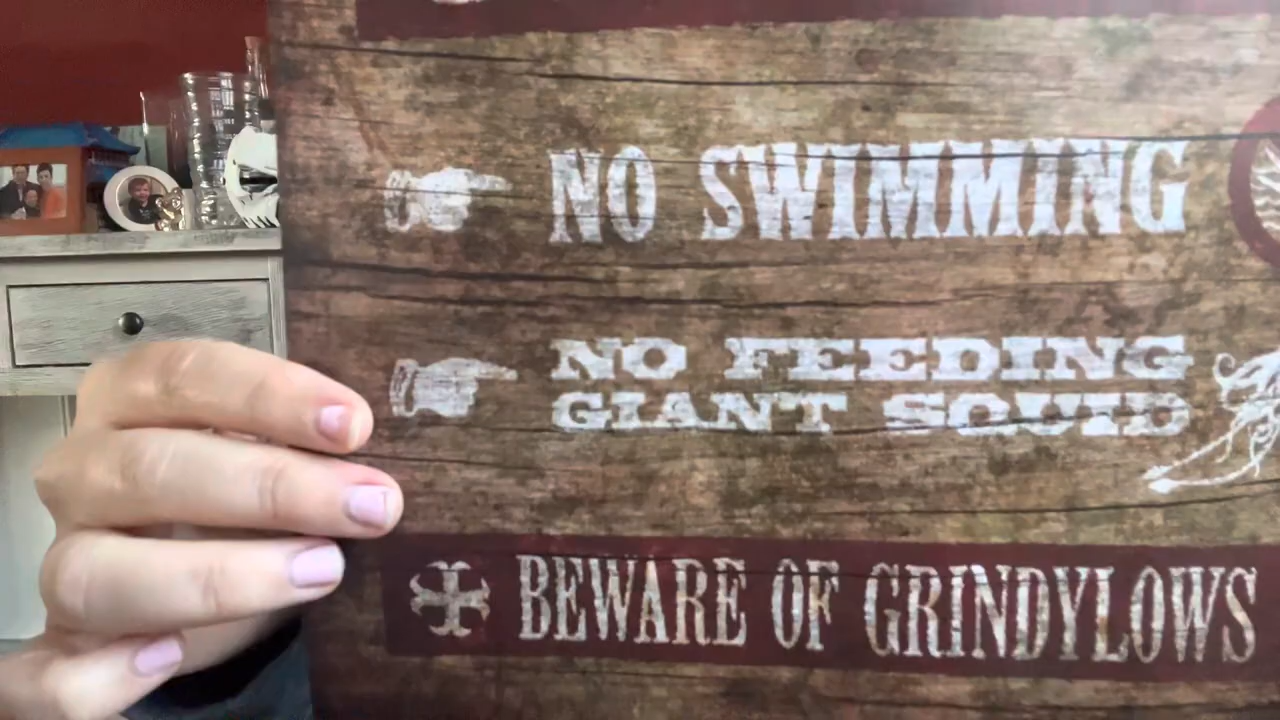 NO SWIMMING
NO FEEDING
GIANT SQUID
BEWARE OF GRINDYLOWS